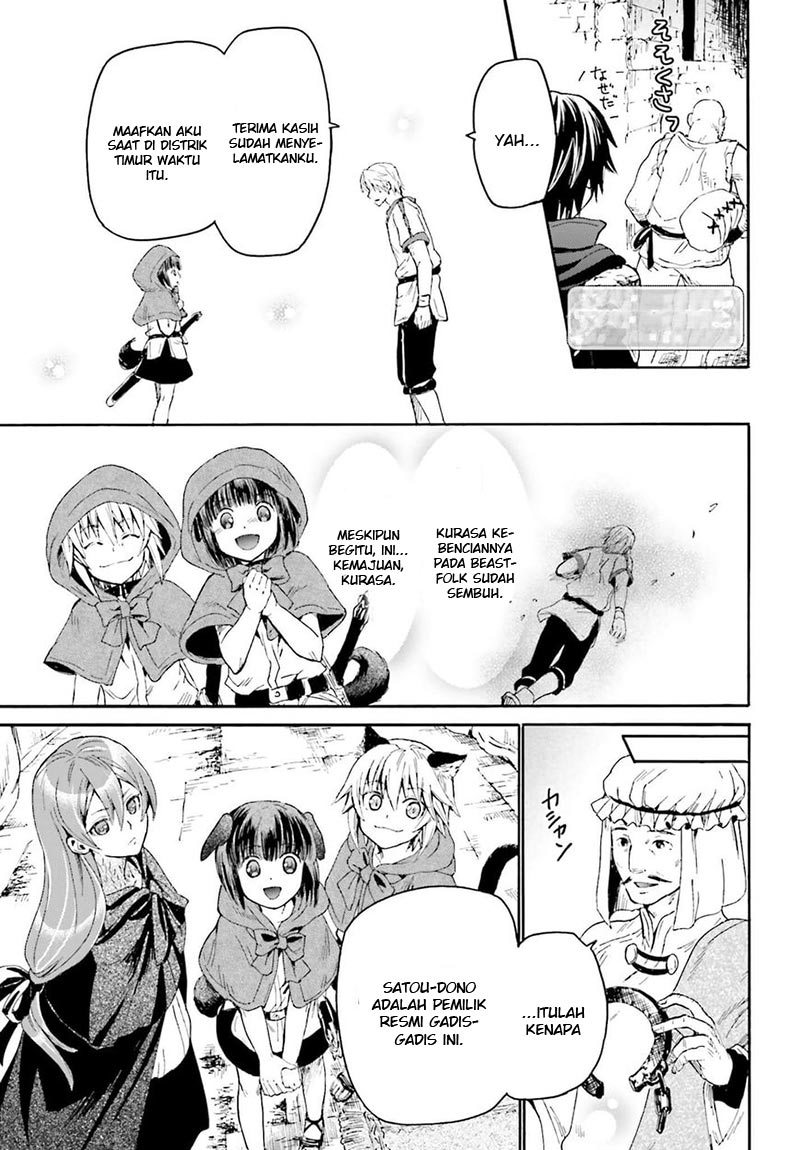 ええくさっ
なぜだー
YAH...
TERIMA KASIH
SUDAH MENYE-
LAMATKANKU.
MAAFKAN AKU
SAAT DI DISTRIK
TIMUR WAKTU
ITU.
KURASA KE-
BENCIANNYA
PADA BEAST-
FOLK SUDAH
SEMBUH.
MESKIPUN
BEGITU, INI...
KEMAJUAN,
KURASA.
カシャン
...ITULAH
KENAPA
SATOU-DONO
ADALAH PEMILIK
RESMI GADIS-
GADIS INI.